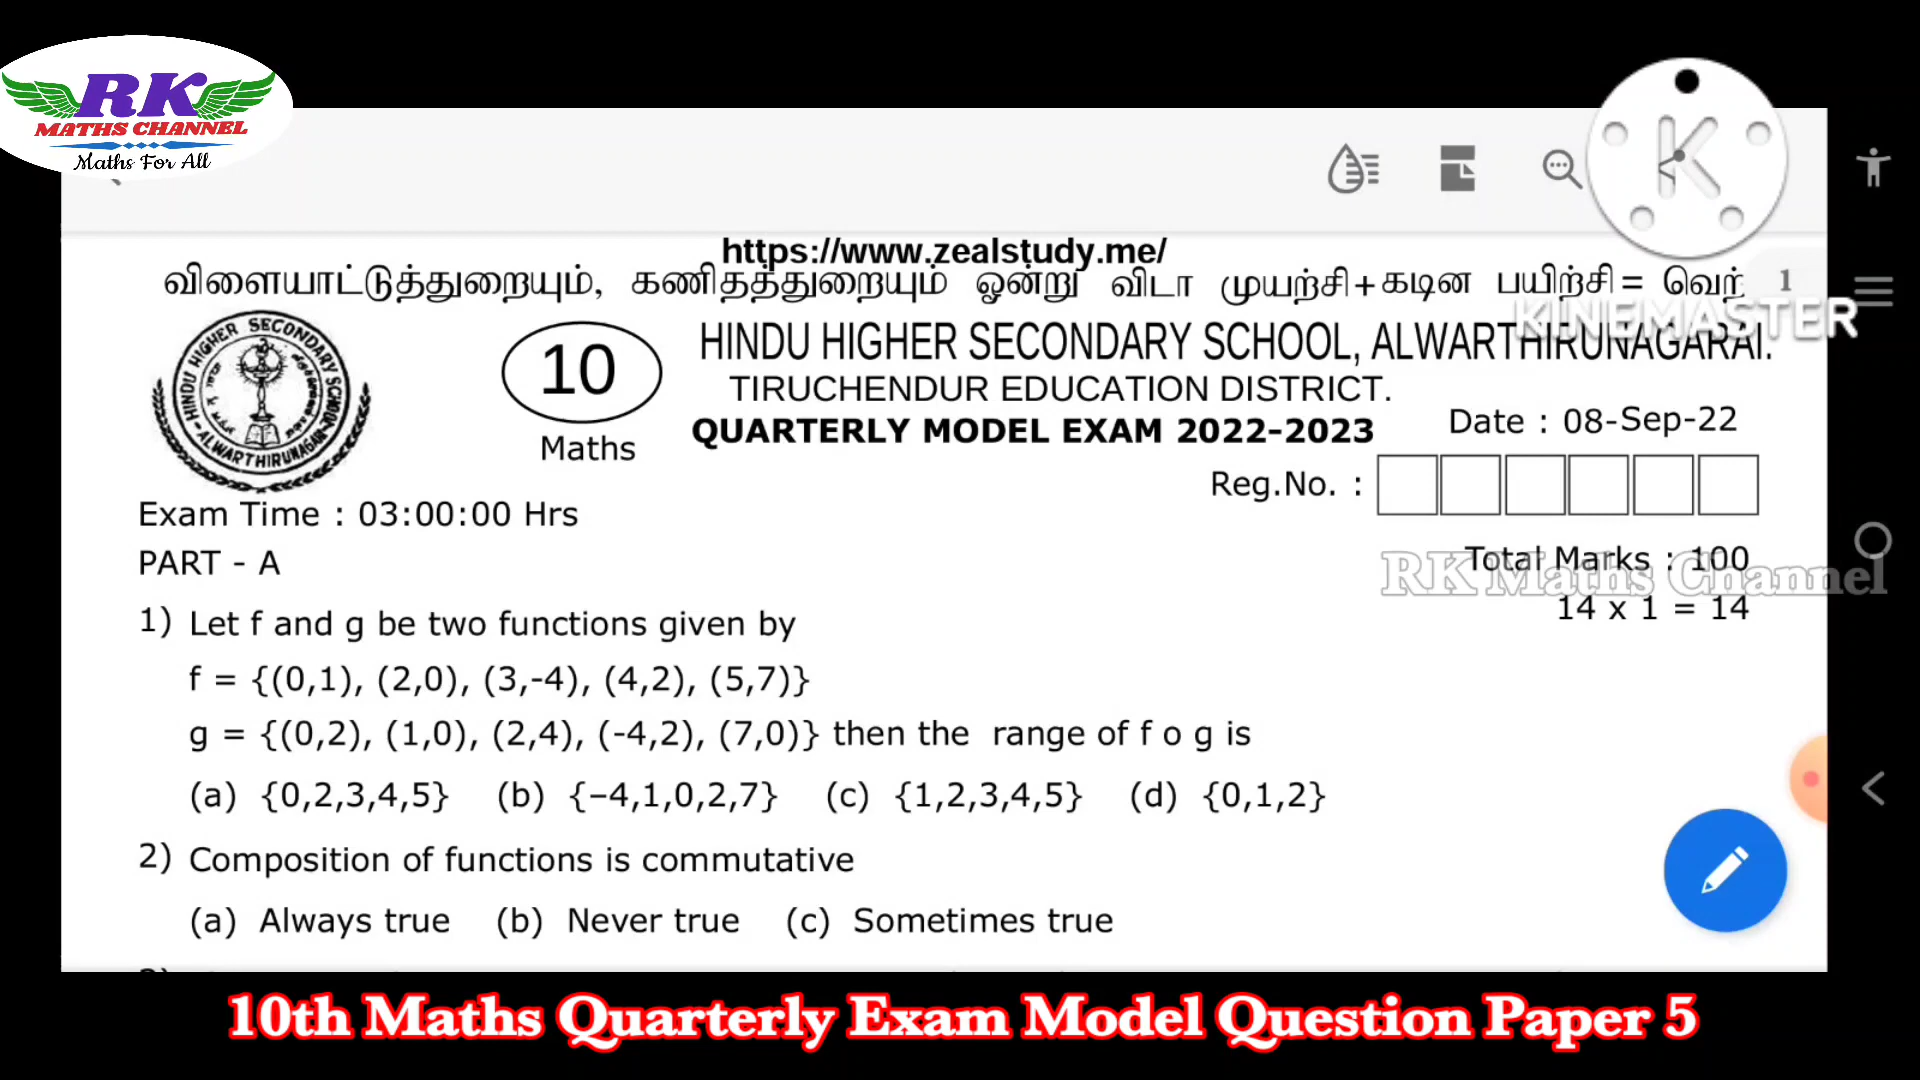 RK
MATHS CHANNEL
Maths For All
K
https://www.zealstudy.me/
விளையாட்டுத்துறையும், கணிதத்துறையும் ஒன்று விடா முயற்சி+கடின பயிற்சி= வெற்
1
KINEMASTER
HINDU HIGHER SECONDARY SCHOOL
ALWARTHIRUNAGARI
10
Maths
HINDU HIGHER SECONDARY SCHOOL, ALWARTHIRUNAGARAI.
TIRUCHENDUR EDUCATION DISTRICT.
QUARTERLY MODEL EXAM 2022-2023
Date : 08-Sep-22
Reg.No. :
Exam Time : 03:00:00 Hrs
PART - A
Total Marks : 100
RK Maths Channel
14 x 1 = 14
1) Let f and g be two functions given by
f = {(0,1), (2,0), (3,-4), (4,2), (5,7)}
g = {(0,2), (1,0), (2,4), (-4,2), (7,0)} then the range of f o g is
(a) {0,2,3,4,5} (b) {–4,1,0,2,7} (c) {1,2,3,4,5} (d) {0,1,2}
2) Composition of functions is commutative
(a) Always true (b) Never true (c) Sometimes true
10th Maths Quarterly Exam Model Question Paper 5